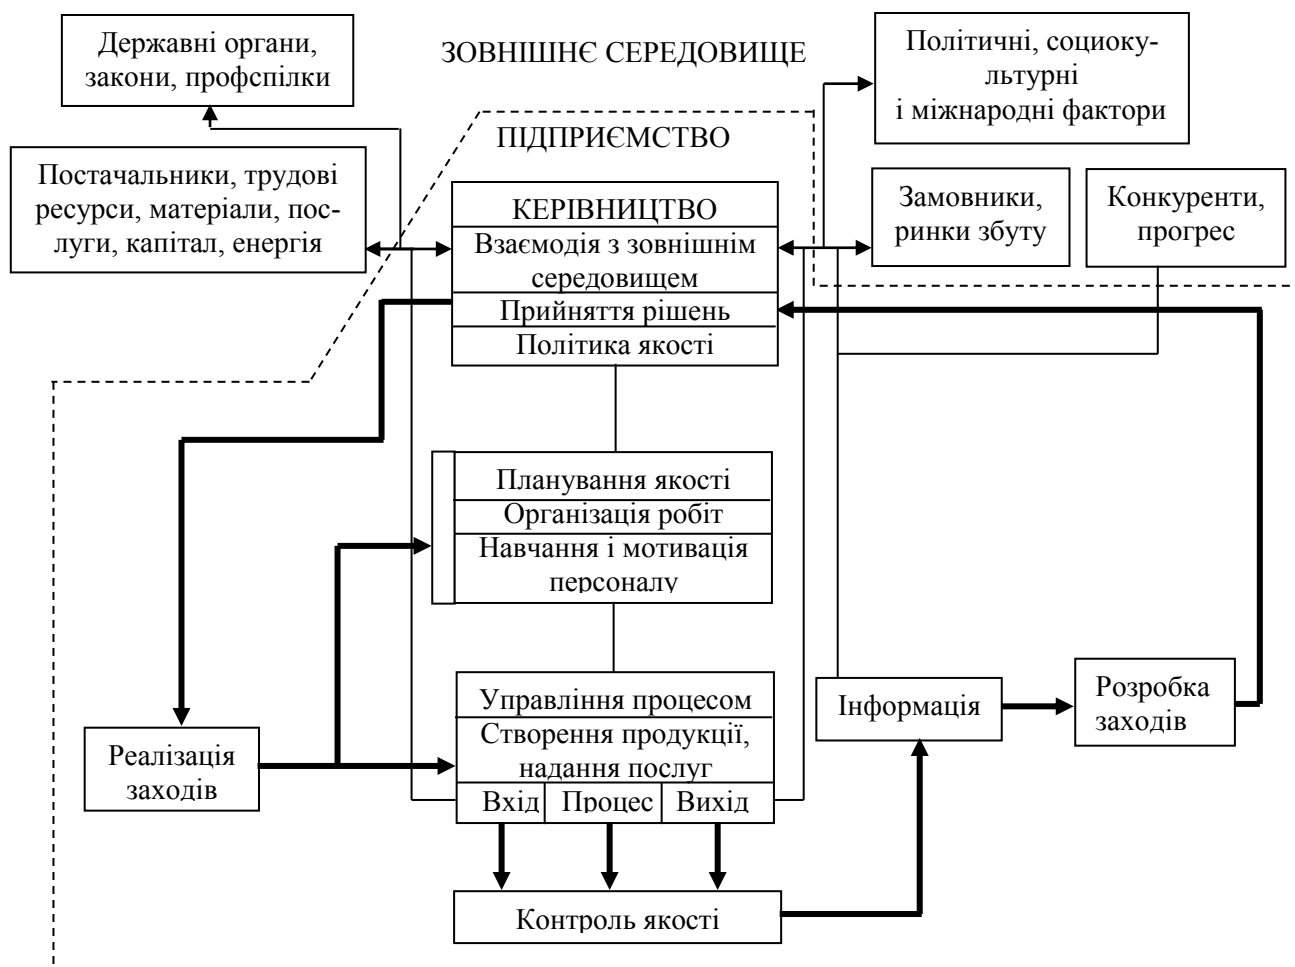 Державні органи,
закони, профспілки
ЗОВНІШНЄ СЕРЕДОВИЩЕ
Політичні, социоку-
льтурні
і міжнародні фактори
ПІДПРИЄМСТВО
Постачальники, трудові
ресурси, матеріали, пос-
луги, капітал, енергія
КЕРІВНИЦТВО
Взаємодія з зовнішнім
середовищем
Прийняття рішень
Політика якості
Замовники,
ринки збуту
Конкуренти,
прогрес
Планування якості
Організація робіт
Навчання і мотивація
персоналу
Управління процесом
Створення продукції,
надання послуг
Вхід Процес Вихід
Інформація
Розробка
заходів
Реалізація
заходів
Контроль якості